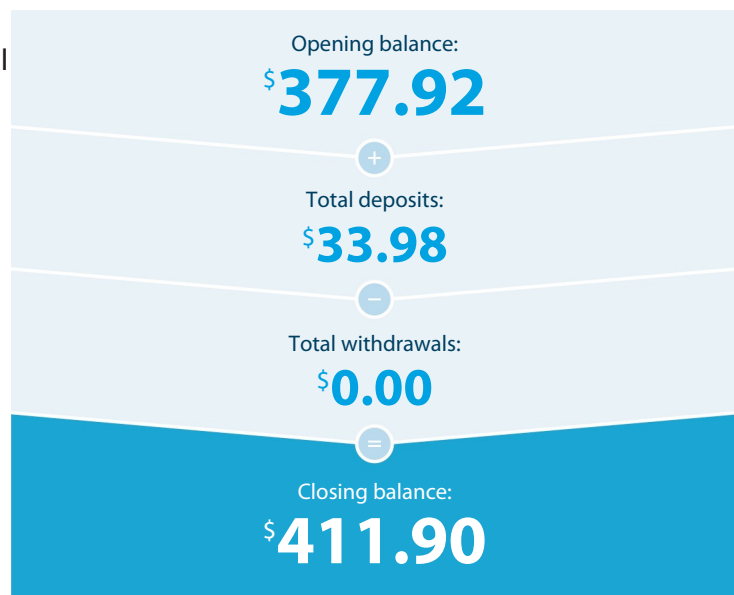 Opening balance:
$377.92
+
Total deposits:
$33.98
−
Total withdrawals:
$0.00
=
Closing balance:
$411.90